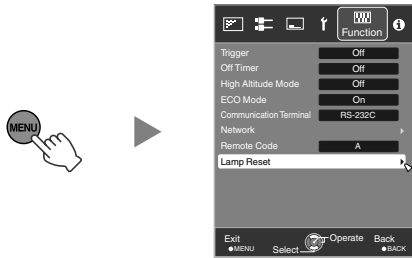 MENU
Function
Trigger Off
Off Timer Off
High Altitude Mode Off
ECO Mode On
Communication Terminal RS-232C
Network
Remote Code A
Lamp Reset
Exit Operate Back
●MENU Select ●BACK